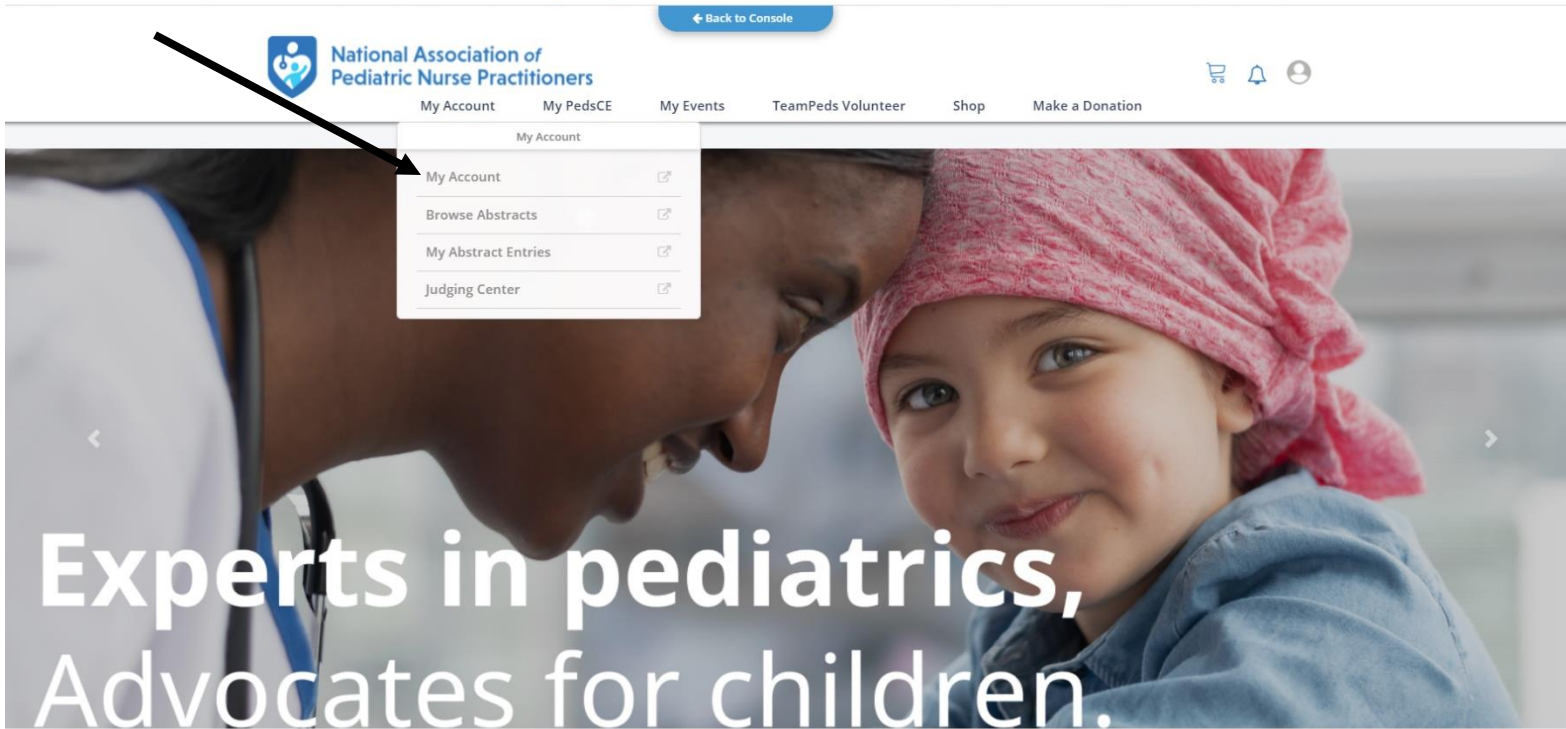 Back to Console
National Association of
Pediatric Nurse Practitioners
My Account My PedsCE My Events TeamPeds Volunteer Shop Make a Donation
My Account
My Account
Browse Abstracts
My Abstract Entries
Judging Center
Experts in pediatrics,
Advocates for children.